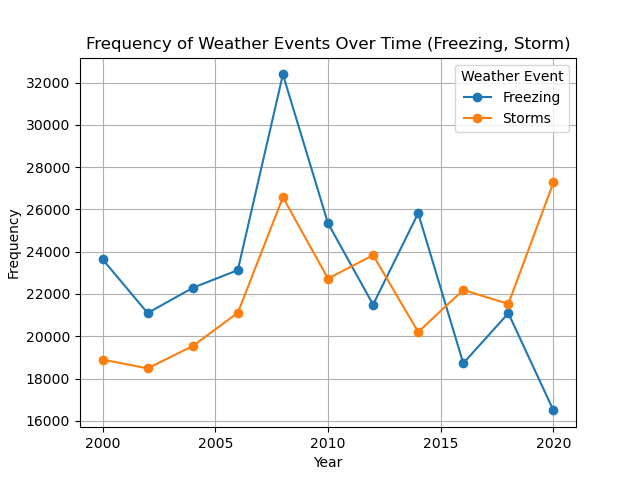 Frequency of Weather Events Over Time (Freezing, Storm)
Weather Event
Freezing
Storms
Frequency
32000
30000
28000
26000
24000
22000
20000
18000
16000
2000
2005
2010
2015
2020
Year